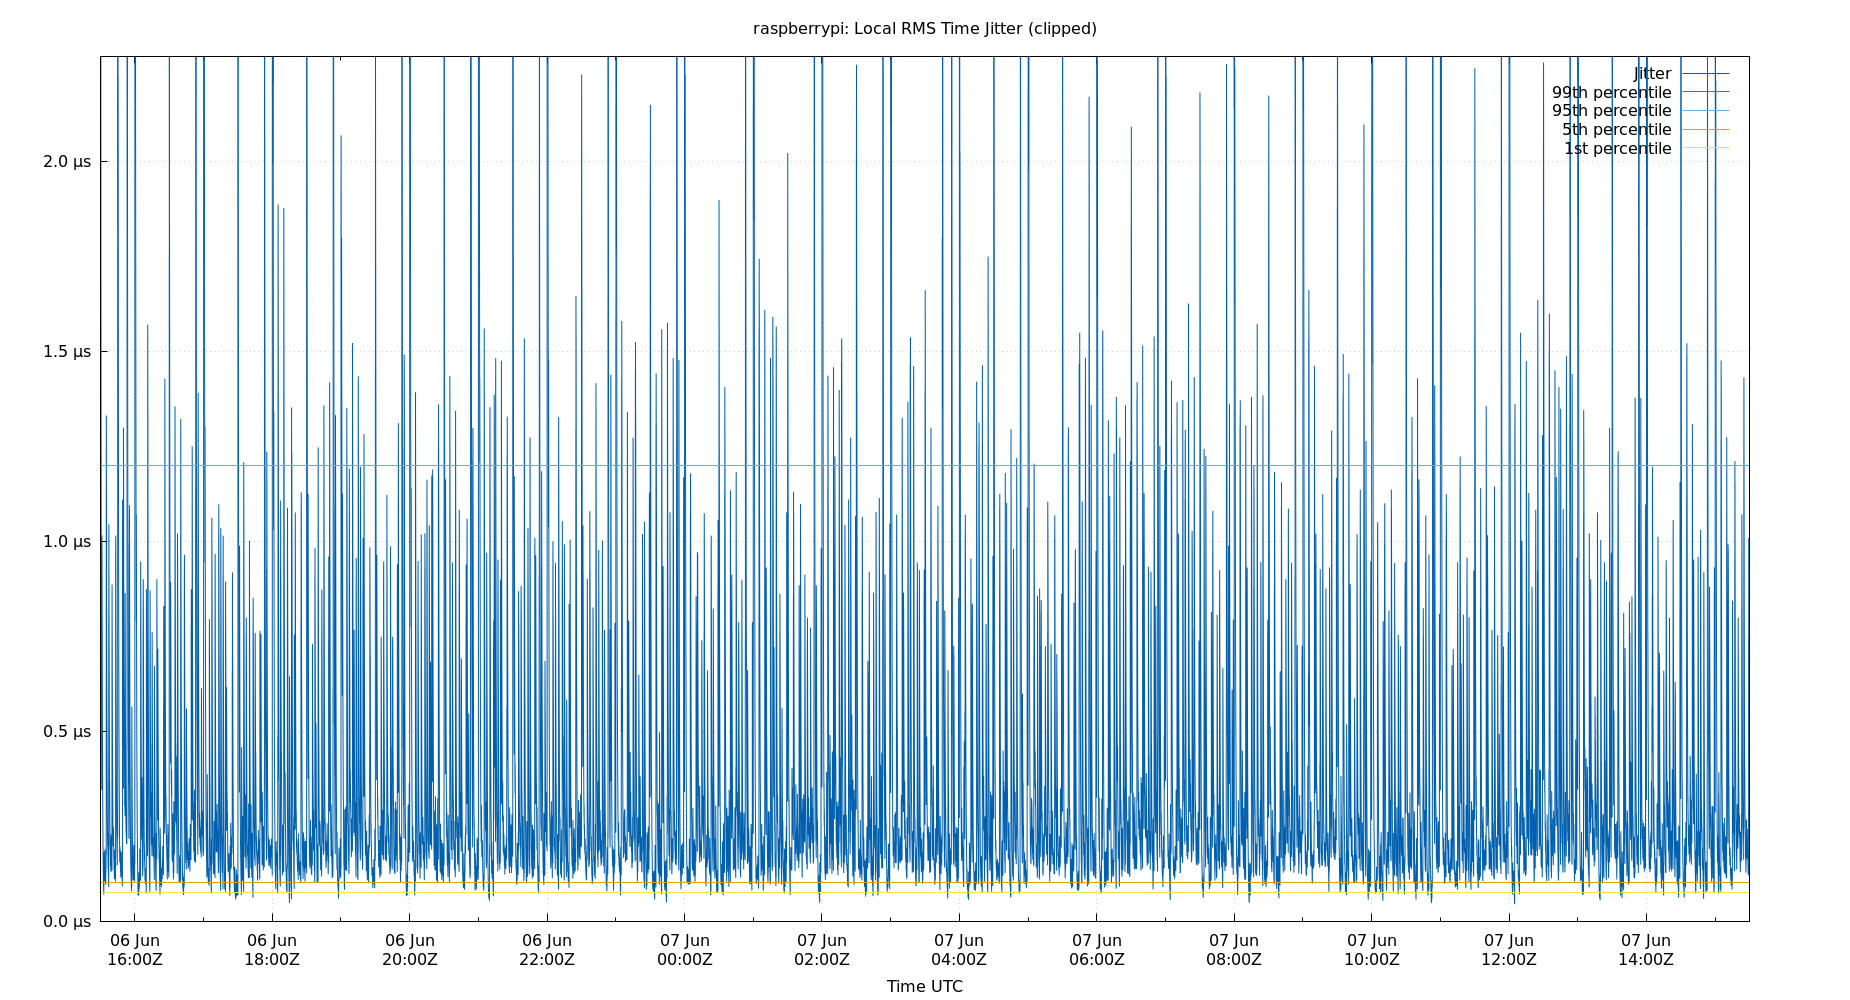 raspberrypi: Local RMS Time Jitter (clipped)
Jitter
99th percentile
95th percentile
5th percentile
1st percentile
2.0 µs
1.5 µs
1.0 µs
0.5 µs
0.0 µs
06 Jun 06 Jun 06 Jun 06 Jun 07 Jun 07 Jun 07 Jun 07 Jun 07 Jun 07 Jun 07 Jun 07 Jun
16:00Z 18:00Z 20:00Z 22:00Z 00:00Z 02:00Z 04:00Z 06:00Z 08:00Z 10:00Z 12:00Z 14:00Z
Time UTC